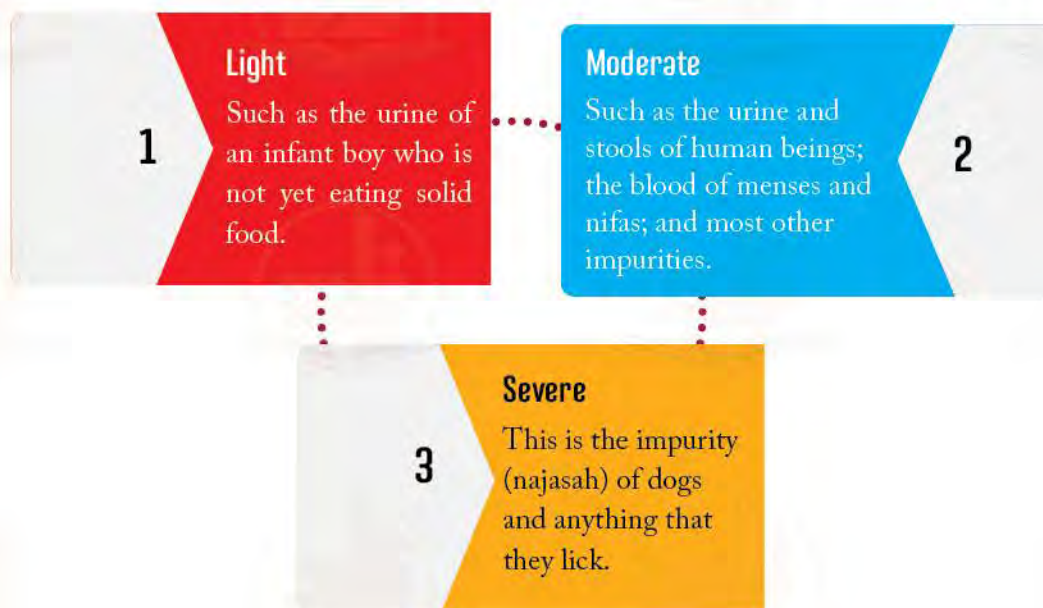 1
Light
Such as the urine of
an infant boy who is
not yet eating solid
food.
Moderate
Such as the urine and
stools of human beings;
the blood of menses and
nifas; and most other
impurities.
2
3
Severe
This is the impurity
(najasah) of dogs
and anything that
they lick.